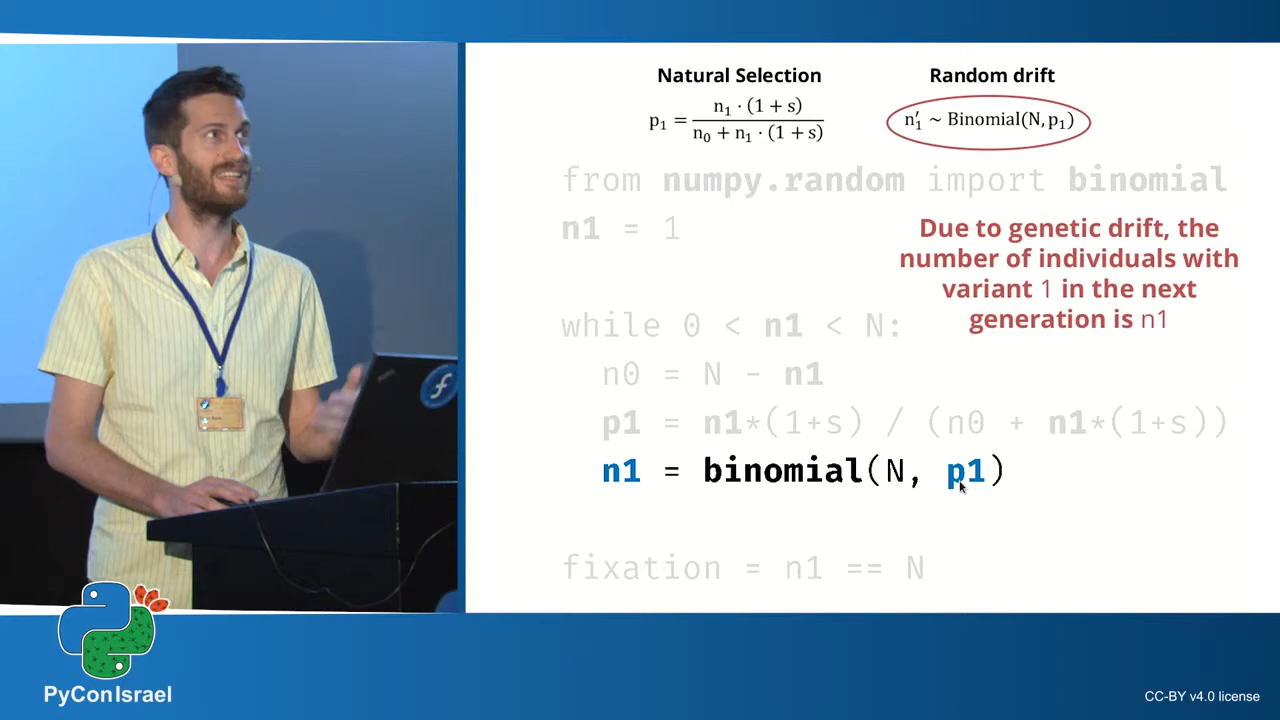 Natural Selection
p₁ = n₁ · (1 + s) / n₀ + n₁ · (1 + s)
Random drift
n₁′ ~ Binomial(N, p₁)
from numpy.random import binomial
n1 = 1
Due to genetic drift, the
number of individuals with
variant 1 in the next
generation is n1
while 0 < n1 < N:
n0 = N - n1
p1 = n1*(1+s) / (n0 + n1*(1+s))
n1 = binomial(N, p1)
fixation = n1 == N
PyConIsrael
CC-BY v4.0 license